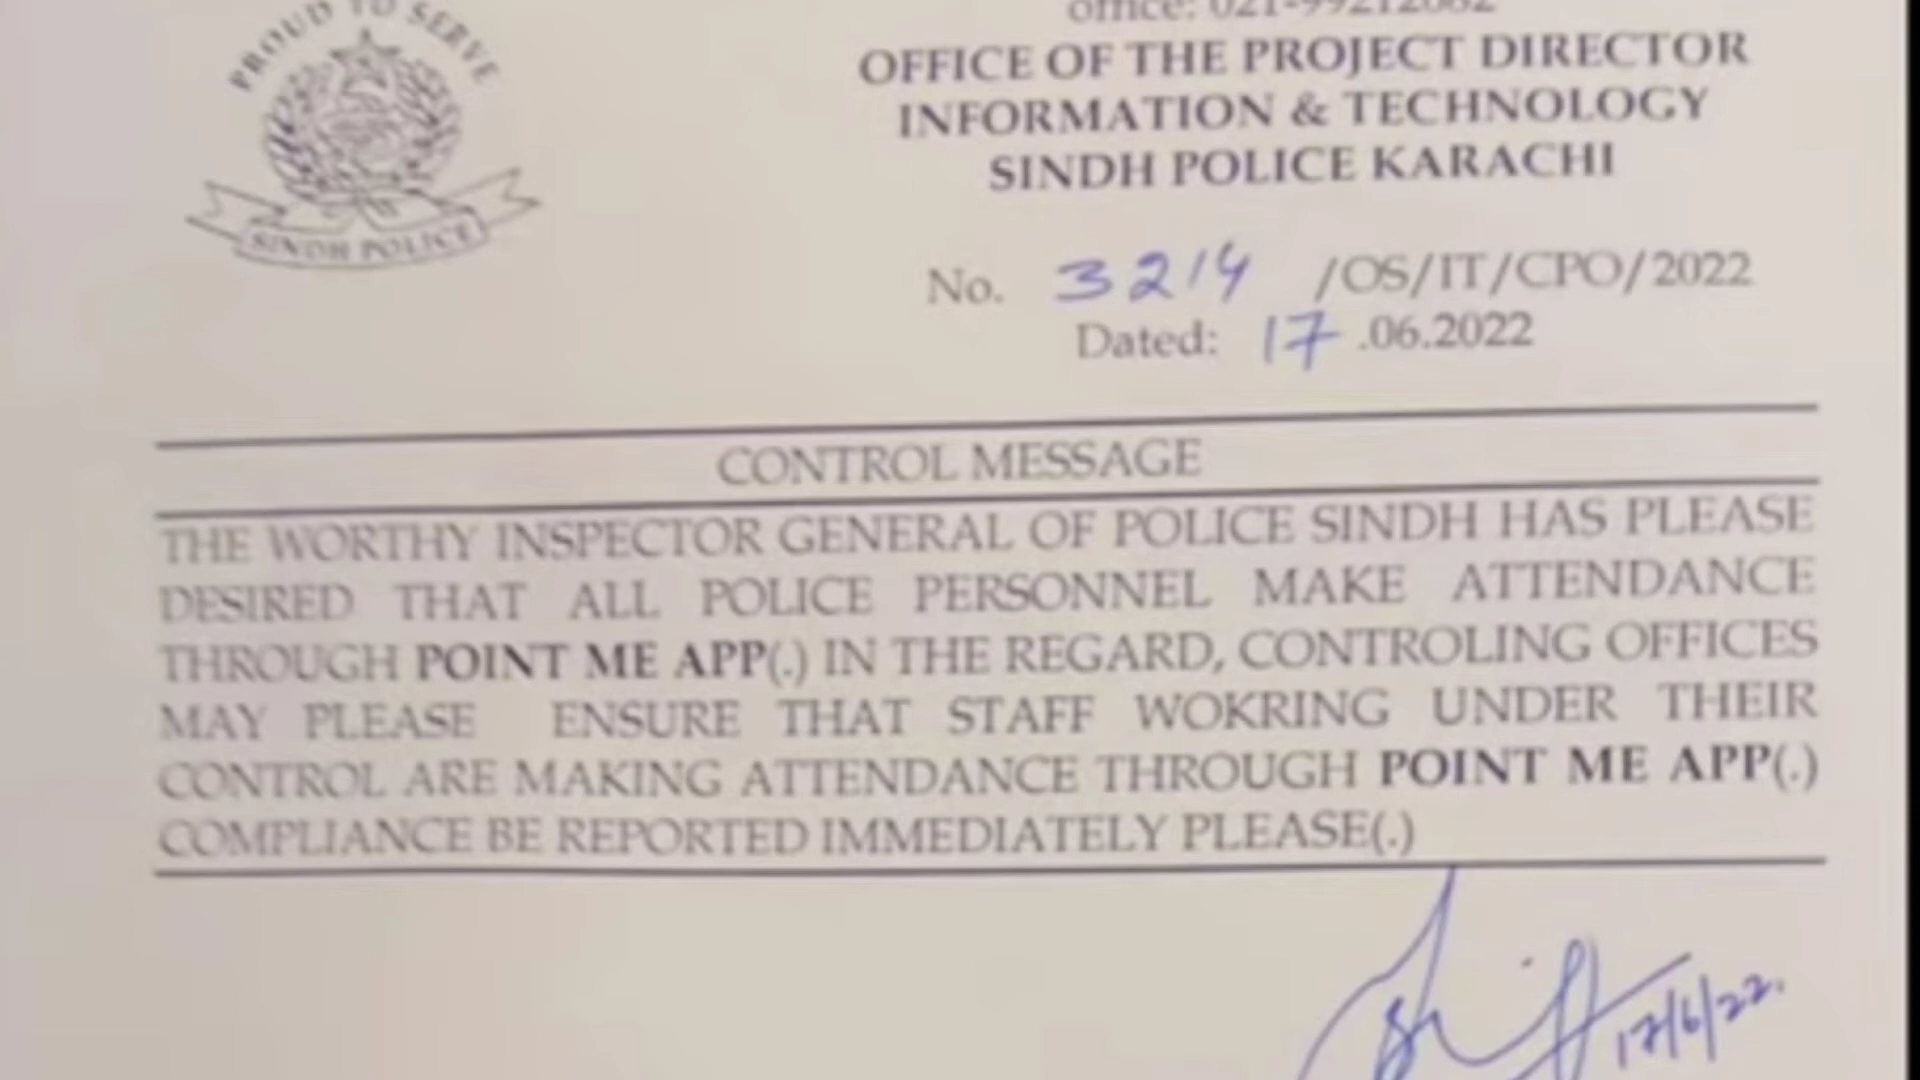 PROUD TO SERVE
SINDH POLICE
office: 021-99212682
OFFICE OF THE PROJECT DIRECTOR
INFORMATION & TECHNOLOGY
SINDH POLICE KARACHI
No. 3214 /OS/IT/CPO/2022
Dated: 17.06.2022
CONTROL MESSAGE
THE WORTHY INSPECTOR GENERAL OF POLICE SINDH HAS PLEASE
DESIRED THAT ALL POLICE PERSONNEL MAKE ATTENDANCE
THROUGH POINT ME APP(.) IN THE REGARD, CONTROLING OFFICES
MAY PLEASE ENSURE THAT STAFF WOKRING UNDER THEIR
CONTROL ARE MAKING ATTENDANCE THROUGH POINT ME APP(.)
COMPLIANCE BE REPORTED IMMEDIATELY PLEASE(.)
17/6/22.